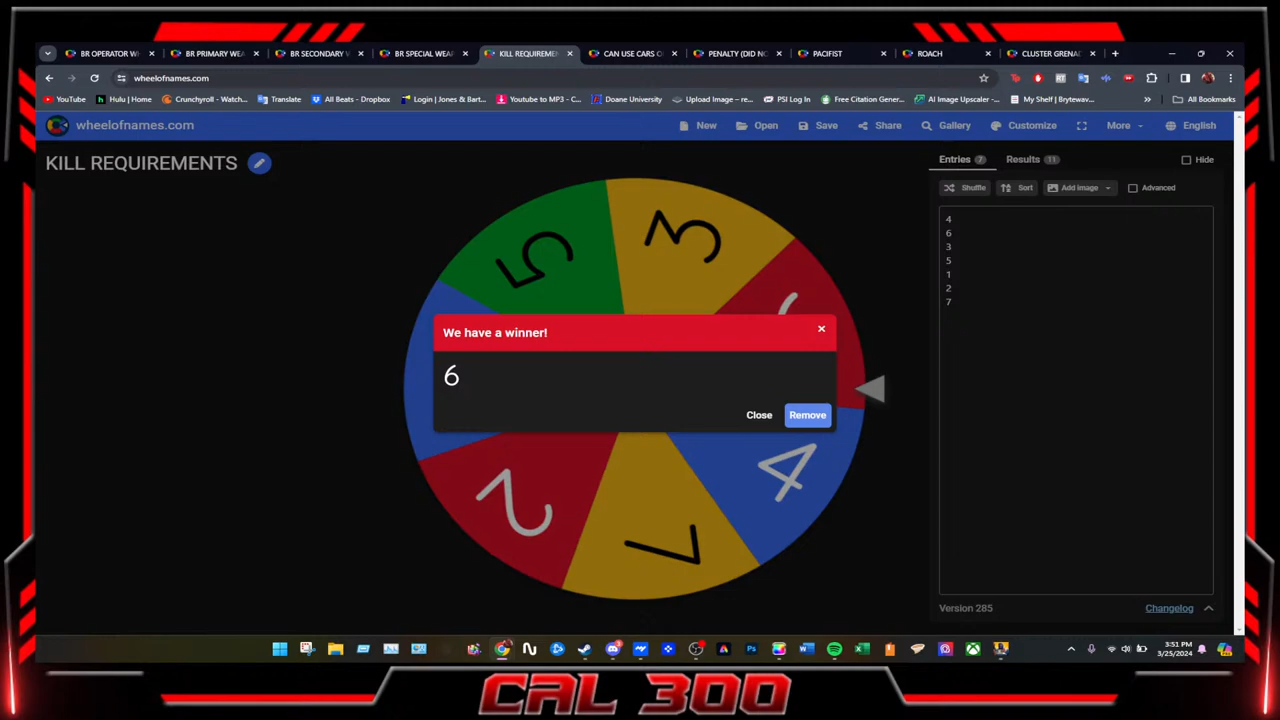 BR OPERATOR W
BR PRIMARY WEA
BR SECONDARY
BR SPECIAL WEAP
KILL REQUIREMEN
CAN USE CARS O
PENALTY (DID NO
PACIFIST
ROACH
CLUSTER GRENA
wheelofnames.com
YouTube
Hulu | Home
Crunchyroll - Watch...
Translate
All Beats - Dropbox
Login | Jones & Bart...
Youtube to MP3 - C...
Doane University
Upload Image – re...
PSI Log In
Free Citation Gener...
AI Image Upscaler -...
My Shelf | Brytewav...
All Bookmarks
wheelofnames.com
New
Open
Save
Share
Gallery
Customize
More
English
KILL REQUIREMENTS
Entries 7
Results 11
Hide
Shuffle
Sort
Add image
Advanced
4
6
3
5
1
2
7
5
3
We have a winner!
6
Close
Remove
2
7
4
Version 285
Changelog
3:51 PM
3/25/2024
CAL 300